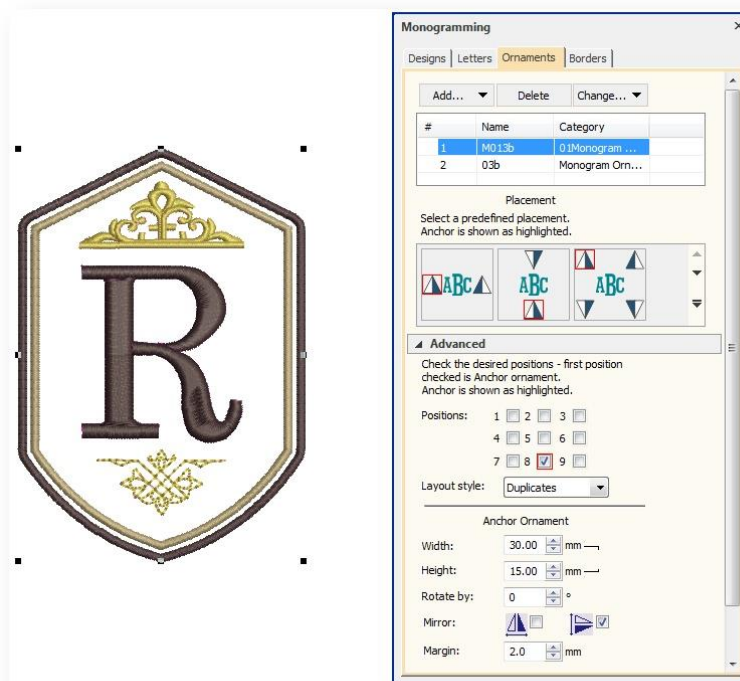 R
Monogramming
Designs Letters Ornaments Borders
Add... Delete Change...
# Name Category
1 M013b 01Monogram ...
2 03b Monogram Orn...
Placement
Select a predefined placement.
Anchor is shown as highlighted.
ABC ABC ABC
Advanced
Check the desired positions - first position
checked is Anchor ornament.
Anchor is shown as highlighted.
Positions: 1 2 3
4 5 6
7 8 9
Layout style: Duplicates
Anchor Ornament
Width: 30.00 mm
Height: 15.00 mm
Rotate by: 0 °
Mirror:
Margin: 2.0 mm